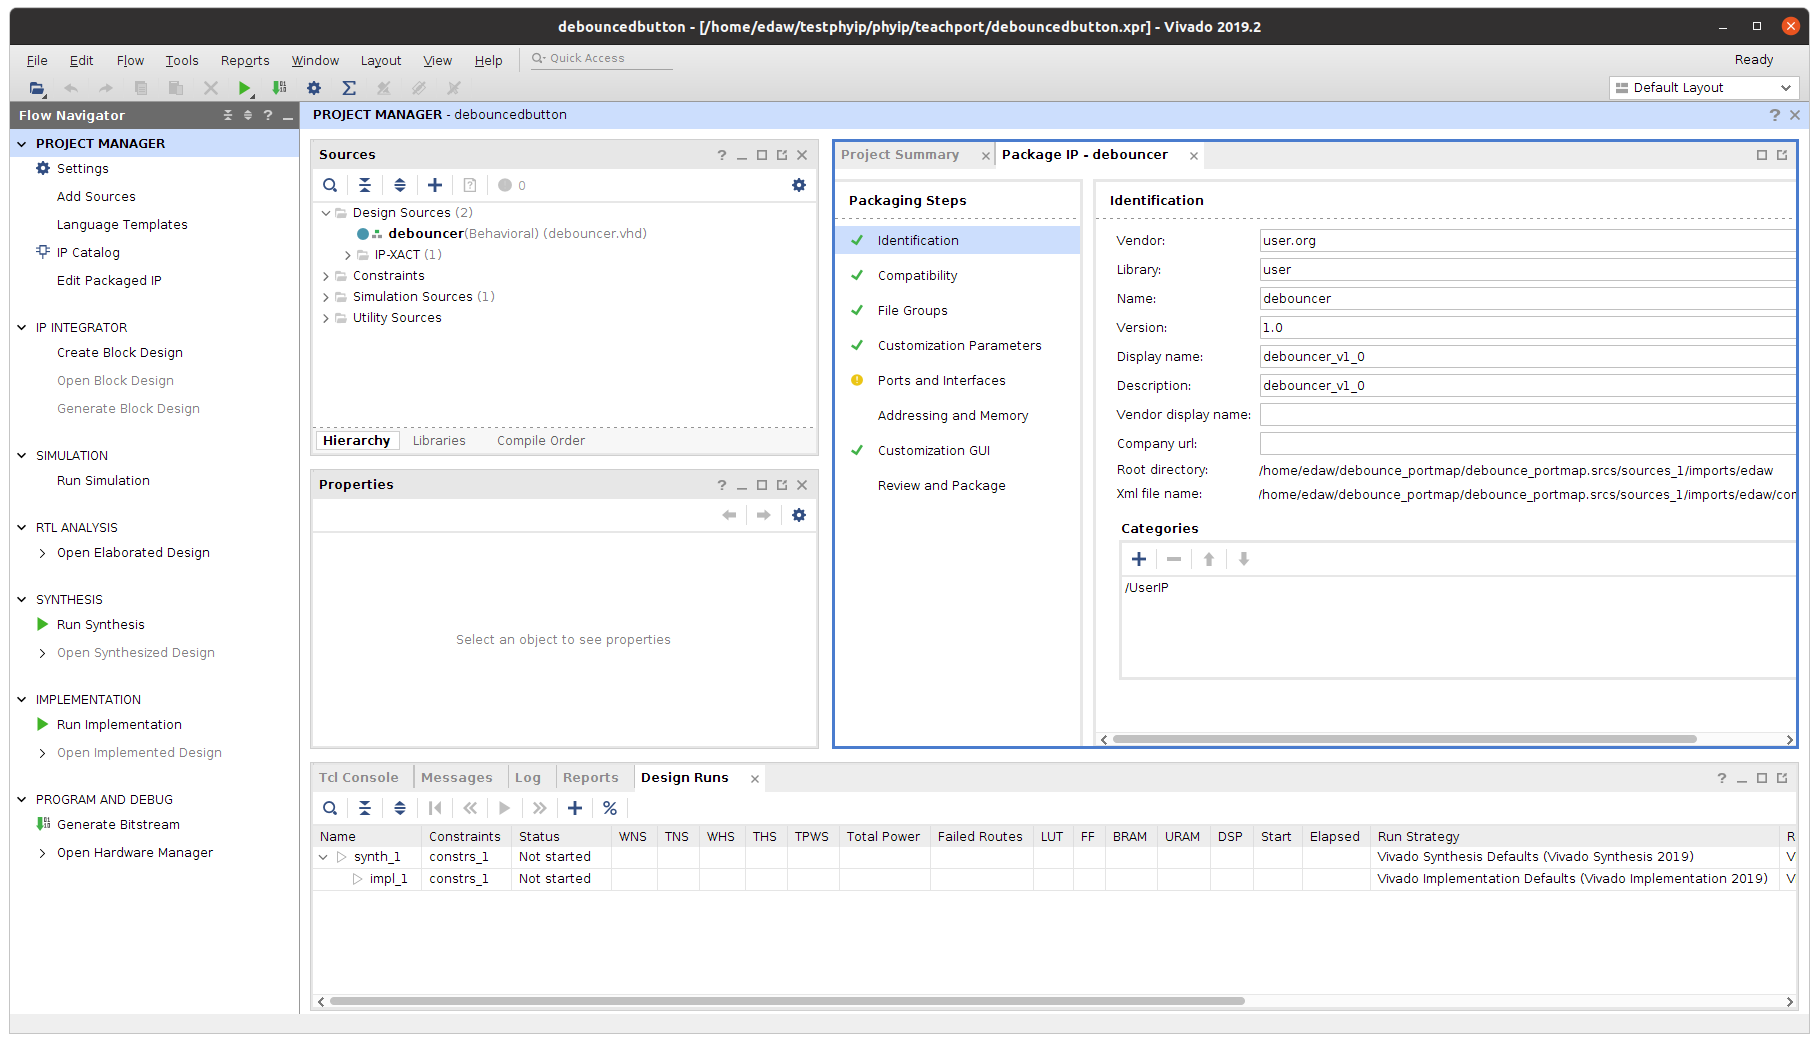 debouncedbutton - [/home/edaw/testphyip/phyip/teachport/debouncedbutton.xpr] - Vivado 2019.2
File Edit Flow Tools Reports Window Layout View Help Quick Access Ready
Default Layout
Flow Navigator
PROJECT MANAGER
Settings
Add Sources
Language Templates
IP Catalog
Edit Packaged IP
IP INTEGRATOR
Create Block Design
Open Block Design
Generate Block Design
SIMULATION
Run Simulation
RTL ANALYSIS
Open Elaborated Design
SYNTHESIS
Run Synthesis
Open Synthesized Design
IMPLEMENTATION
Run Implementation
Open Implemented Design
PROGRAM AND DEBUG
Generate Bitstream
Open Hardware Manager
PROJECT MANAGER - debouncedbutton
Sources
0
Design Sources (2)
debouncer(Behavioral) (debouncer.vhd)
IP-XACT (1)
Constraints
Simulation Sources (1)
Utility Sources
Hierarchy Libraries Compile Order
Properties
Select an object to see properties
Project Summary Package IP - debouncer
Packaging Steps
Identification
Compatibility
File Groups
Customization Parameters
Ports and Interfaces
Addressing and Memory
Customization GUI
Review and Package
Identification
Vendor: user.org
Library: user
Name: debouncer
Version: 1.0
Display name: debouncer_v1_0
Description: debouncer_v1_0
Vendor display name:
Company url:
Root directory: /home/edaw/debounce_portmap/debounce_portmap.srcs/sources_1/imports/edaw
Xml file name: /home/edaw/debounce_portmap/debounce_portmap.srcs/sources_1/imports/edaw/cor
Categories
/UserIP
Tcl Console Messages Log Reports Design Runs
Name Constraints Status WNS TNS WHS THS TPWS Total Power Failed Routes LUT FF BRAM URAM DSP Start Elapsed Run Strategy R
synth_1 constrs_1 Not started Vivado Synthesis Defaults (Vivado Synthesis 2019) V
impl_1 constrs_1 Not started Vivado Implementation Defaults (Vivado Implementation 2019) V